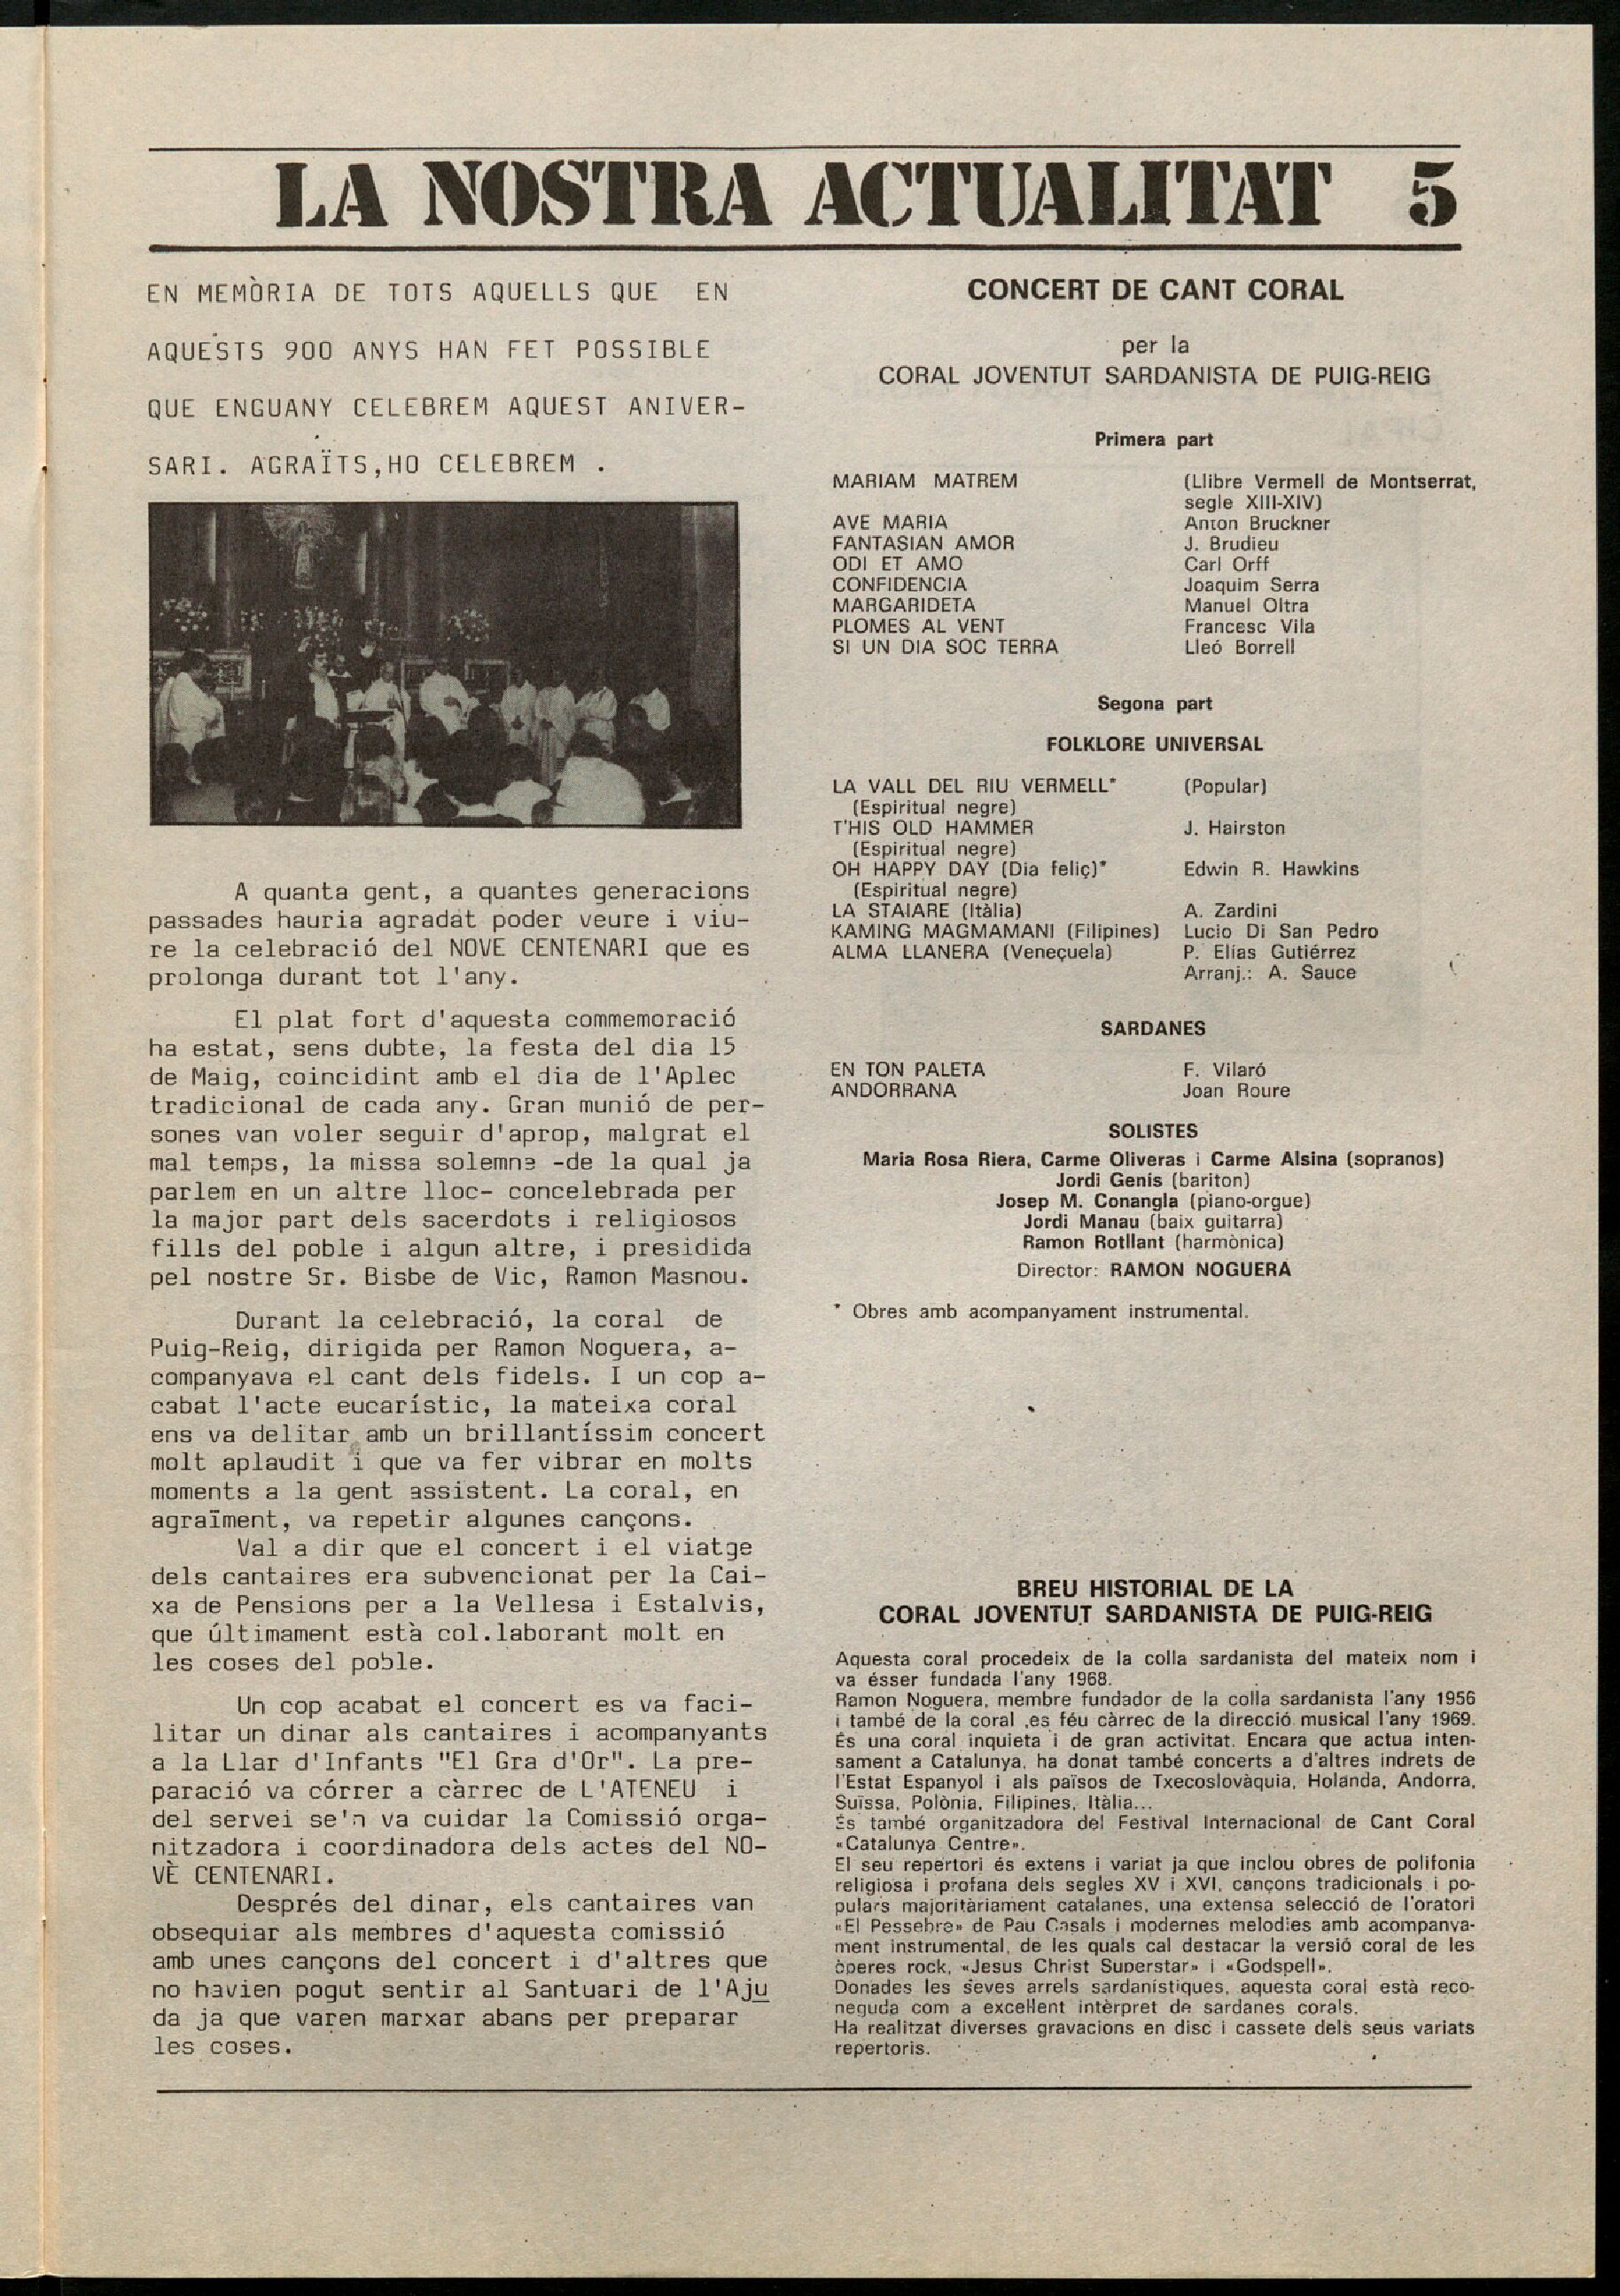 LA NOSTRA ACTUALITAT 5
EN MEMÒRIA DE TOTS AQUELLS QUE EN
AQUESTS 900 ANYS HAN FET POSSIBLE
QUE ENGUANY CELEBREM AQUEST ANIVER-
SARI. AGRAÏTS,HO CELEBREM .
A quanta gent, a quantes generacions
passades hauria agradat poder veure i viu-
re la celebració del NOVE CENTENARI que es
prolonga durant tot l'any.
El plat fort d'aquesta commemoració
ha estat, sens dubte, la festa del dia 15
de Maig, coincidint amb el dia de l'Aplec
tradicional de cada any. Gran munió de per-
sones van voler seguir d'aprop, malgrat el
mal temps, la missa solemne -de la qual ja
parlem en un altre lloc- concelebrada per
la major part dels sacerdots i religiosos
fills del poble i algun altre, i presidida
pel nostre Sr. Bisbe de Vic, Ramon Masnou.
Durant la celebració, la coral de
Puig-Reig, dirigida per Ramon Noguera, a-
companyava el cant dels fidels. I un cop a-
cabat l'acte eucarístic, la mateixa coral
ens va delitar amb un brillantíssim concert
molt aplaudit i que va fer vibrar en molts
moments a la gent assistent. La coral, en
agraïment, va repetir algunes cançons.
Val a dir que el concert i el viatge
dels cantaires era subvencionat per la Cai-
xa de Pensions per a la Vellesa i Estalvis,
que últimament està col.laborant molt en
les coses del poble.
Un cop acabat el concert es va faci-
litar un dinar als cantaires i acompanyants
a la Llar d'Infants "El Gra d'Or". La pre-
paració va córrer a càrrec de L'ATENEU i
del servei se'n va cuidar la Comissió orga-
nitzadora i coordinadora dels actes del NO-
VÈ CENTENARI.
Després del dinar, els cantaires van
obsequiar als membres d'aquesta comissió
amb unes cançons del concert i d'altres que
no havien pogut sentir al Santuari de l'Aju
da ja que varen marxar abans per preparar
les coses.
CONCERT DE CANT CORAL
per la
CORAL JOVENTUT SARDANISTA DE PUIG-REIG
Primera part
MARIAM MATREM (Llibre Vermell de Montserrat,
segle XIII-XIV)
AVE MARIA Anton Bruckner
FANTASIAN AMOR J. Brudieu
ODI ET AMO Carl Orff
CONFIDENCIA Joaquim Serra
MARGARIDETA Manuel Oltra
PLOMES AL VENT Francesc Vila
SI UN DIA SOC TERRA Lleó Borrell
Segona part
FOLKLORE UNIVERSAL
LA VALL DEL RIU VERMELL* (Popular)
(Espiritual negre)
T'HIS OLD HAMMER J. Hairston
(Espiritual negre)
OH HAPPY DAY (Dia feliç)* Edwin R. Hawkins
(Espiritual negre)
LA STAIARE (Itàlia) A. Zardini
KAMING MAGMAMANI (Filipines) Lucio Di San Pedro
ALMA LLANERA (Veneçuela) P. Elías Gutiérrez
Arranj.: A. Sauce
SARDANES
EN TON PALETA F. Vilaró
ANDORRANA Joan Roure
SOLISTES
Maria Rosa Riera, Carme Oliveras i Carme Alsina (sopranos)
Jordi Genís (bariton)
Josep M. Conangla (piano-orgue)
Jordi Manau (baix guitarra)
Ramon Rotllant (harmònica)
Director: RAMON NOGUERA
* Obres amb acompanyament instrumental.
BREU HISTORIAL DE LA
CORAL JOVENTUT SARDANISTA DE PUIG-REIG
Aquesta coral procedeix de la colla sardanista del mateix nom i
va ésser fundada l'any 1968.
Ramon Noguera, membre fundador de la colla sardanista l'any 1956
i també de la coral ,es féu càrrec de la direcció musical l'any 1969.
És una coral inquieta i de gran activitat. Encara que actua inten-
sament a Catalunya, ha donat també concerts a d'altres indrets de
l'Estat Espanyol i als països de Txecoslovàquia, Holanda, Andorra,
Suïssa, Polònia, Filipines, Itàlia...
És també organitzadora del Festival Internacional de Cant Coral
«Catalunya Centre».
El seu repertori és extens i variat ja que inclou obres de polifonia
religiosa i profana dels segles XV i XVI, cançons tradicionals i po-
pulars majoritàriament catalanes, una extensa selecció de l'oratori
«El Pessebre» de Pau Casals i modernes melodies amb acompanya-
ment instrumental, de les quals cal destacar la versió coral de les
òperes rock, «Jesus Christ Superstar» i «Godspell».
Donades les seves arrels sardanístiques, aquesta coral està reco-
neguda com a excel·lent intèrpret de sardanes corals.
Ha realitzat diverses gravacions en disc i cassete dels seus variats
repertoris.